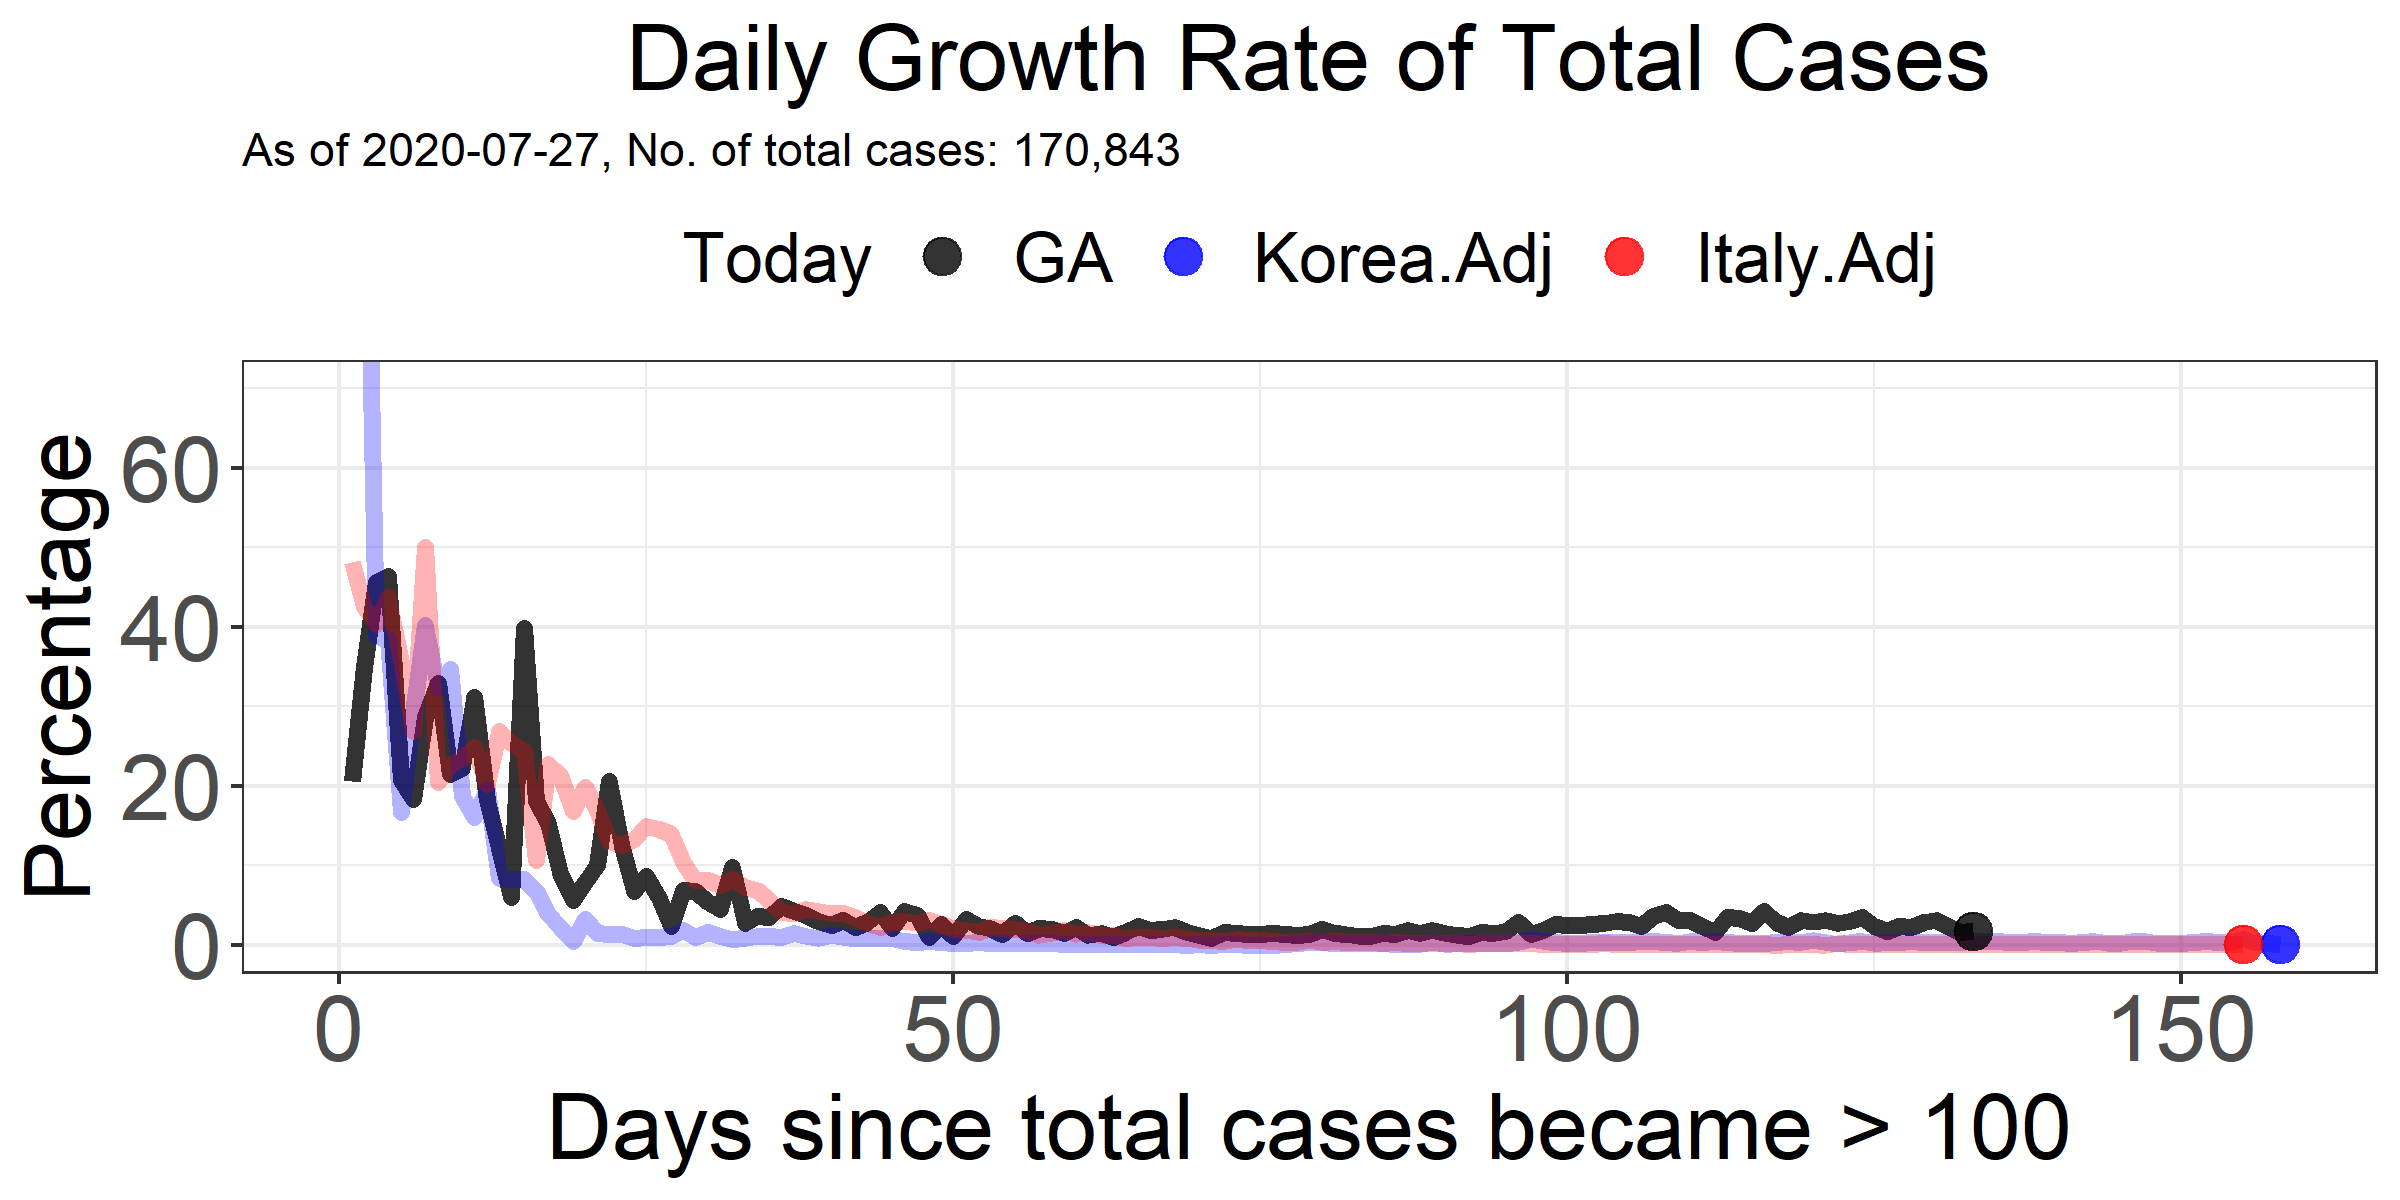 Daily Growth Rate of Total Cases
As of 2020-07-27, No. of total cases: 170,843
Today GA Korea.Adj Italy.Adj
Percentage
60
40
20
0
0 50 100 150
Days since total cases became > 100